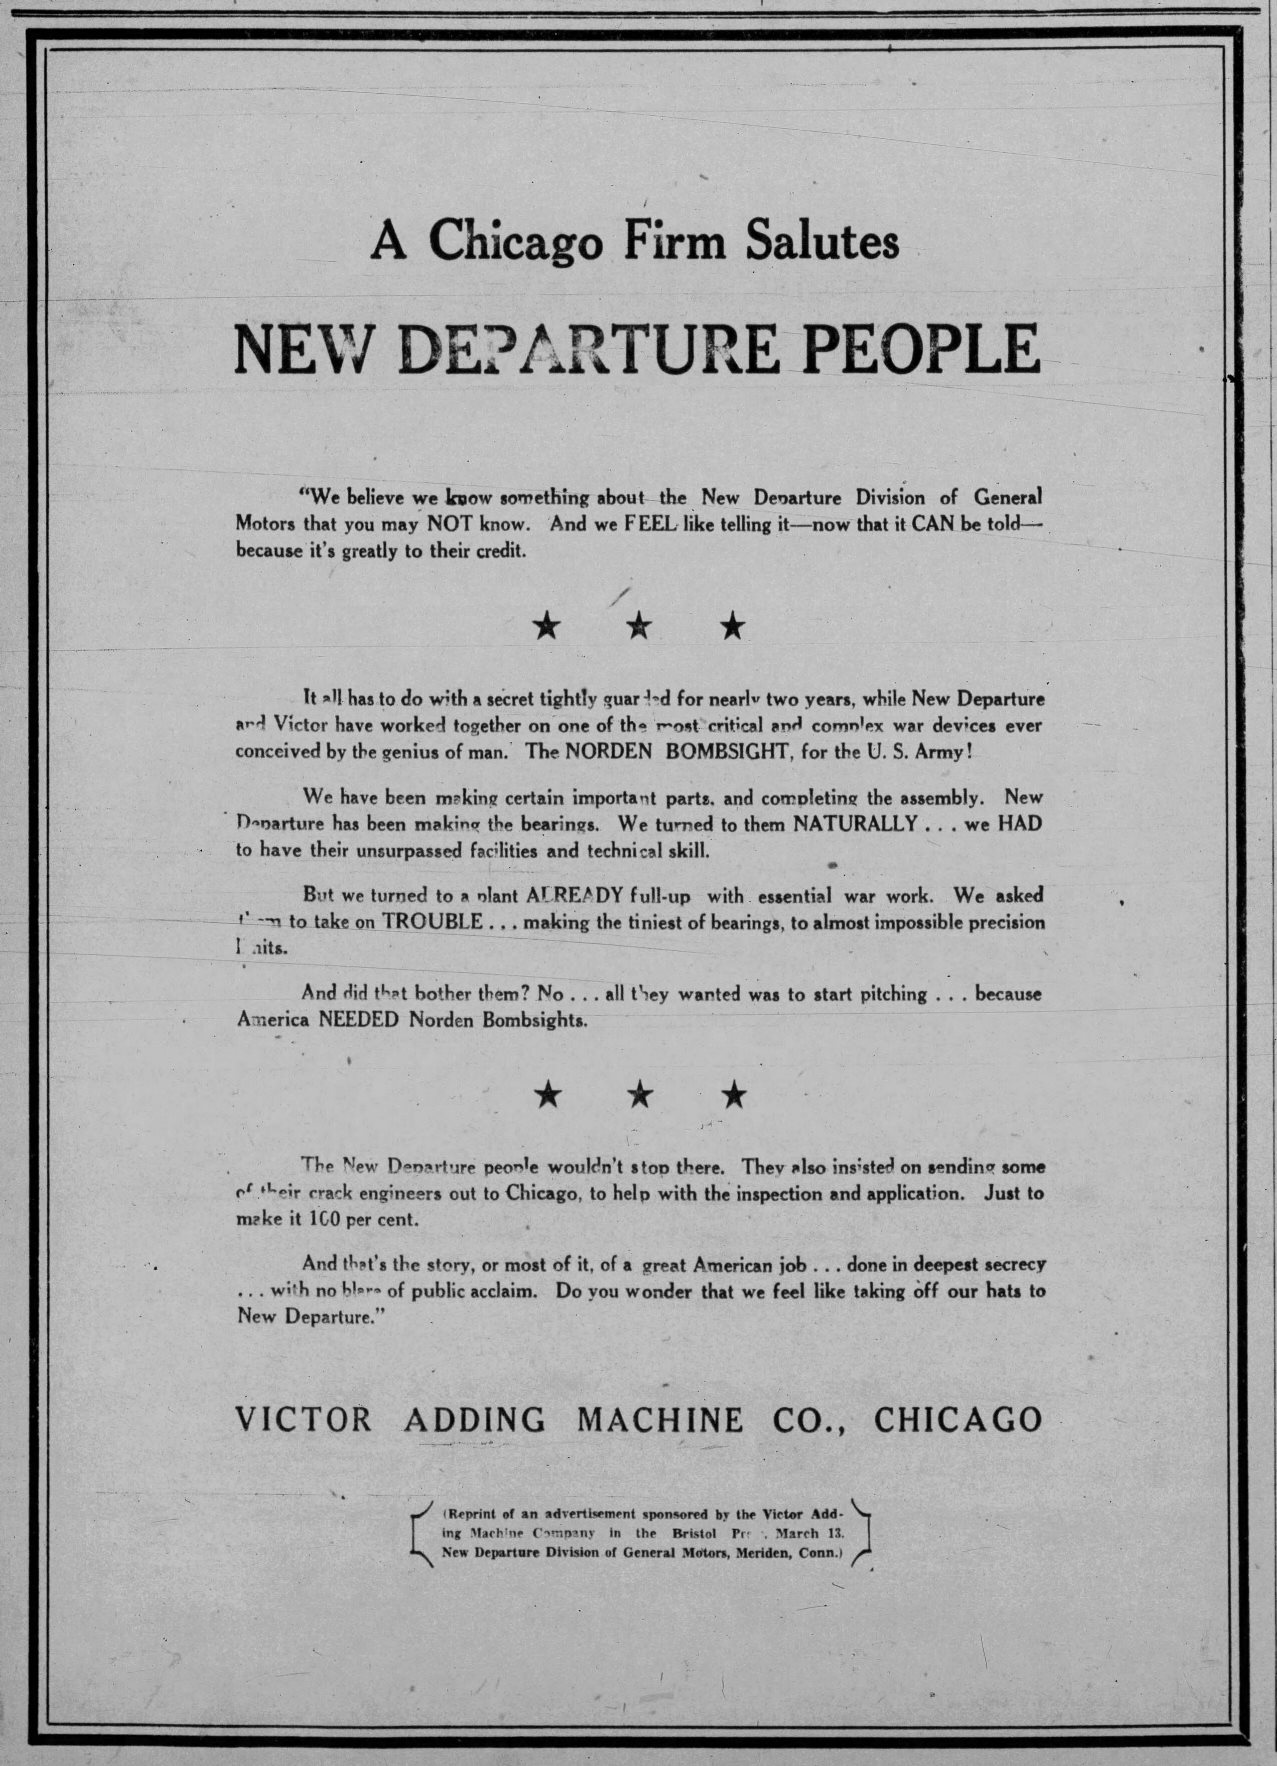 A Chicago Firm Salutes
NEW DEPARTURE PEOPLE
"We believe we know something about the New Departure Division of General
Motors that you may NOT know. And we FEEL like telling it—now that it CAN be told—
because it's greatly to their credit.
★ ★ ★
It all has to do with a secret tightly guarded for nearly two years, while New Departure
and Victor have worked together on one of the most critical and complex war devices ever
conceived by the genius of man. The NORDEN BOMBSIGHT, for the U. S. Army!
We have been making certain important parts, and completing the assembly. New
Departure has been making the bearings. We turned to them NATURALLY . . . we HAD
to have their unsurpassed facilities and technical skill.
But we turned to a plant ALREADY full-up with essential war work. We asked
them to take on TROUBLE . . . making the tiniest of bearings, to almost impossible precision
limits.
And did that bother them? No . . . all they wanted was to start pitching . . . because
America NEEDED Norden Bombsights.
★ ★ ★
The New Departure people wouldn't stop there. They also insisted on sending some
of their crack engineers out to Chicago, to help with the inspection and application. Just to
make it 100 per cent.
And that's the story, or most of it, of a great American job . . . done in deepest secrecy
. . . with no blare of public acclaim. Do you wonder that we feel like taking off our hats to
New Departure."
VICTOR ADDING MACHINE CO., CHICAGO
(Reprint of an advertisement sponsored by the Victor Add-
ing Machine Company in the Bristol Press, March 13.
New Departure Division of General Motors, Meriden, Conn.)